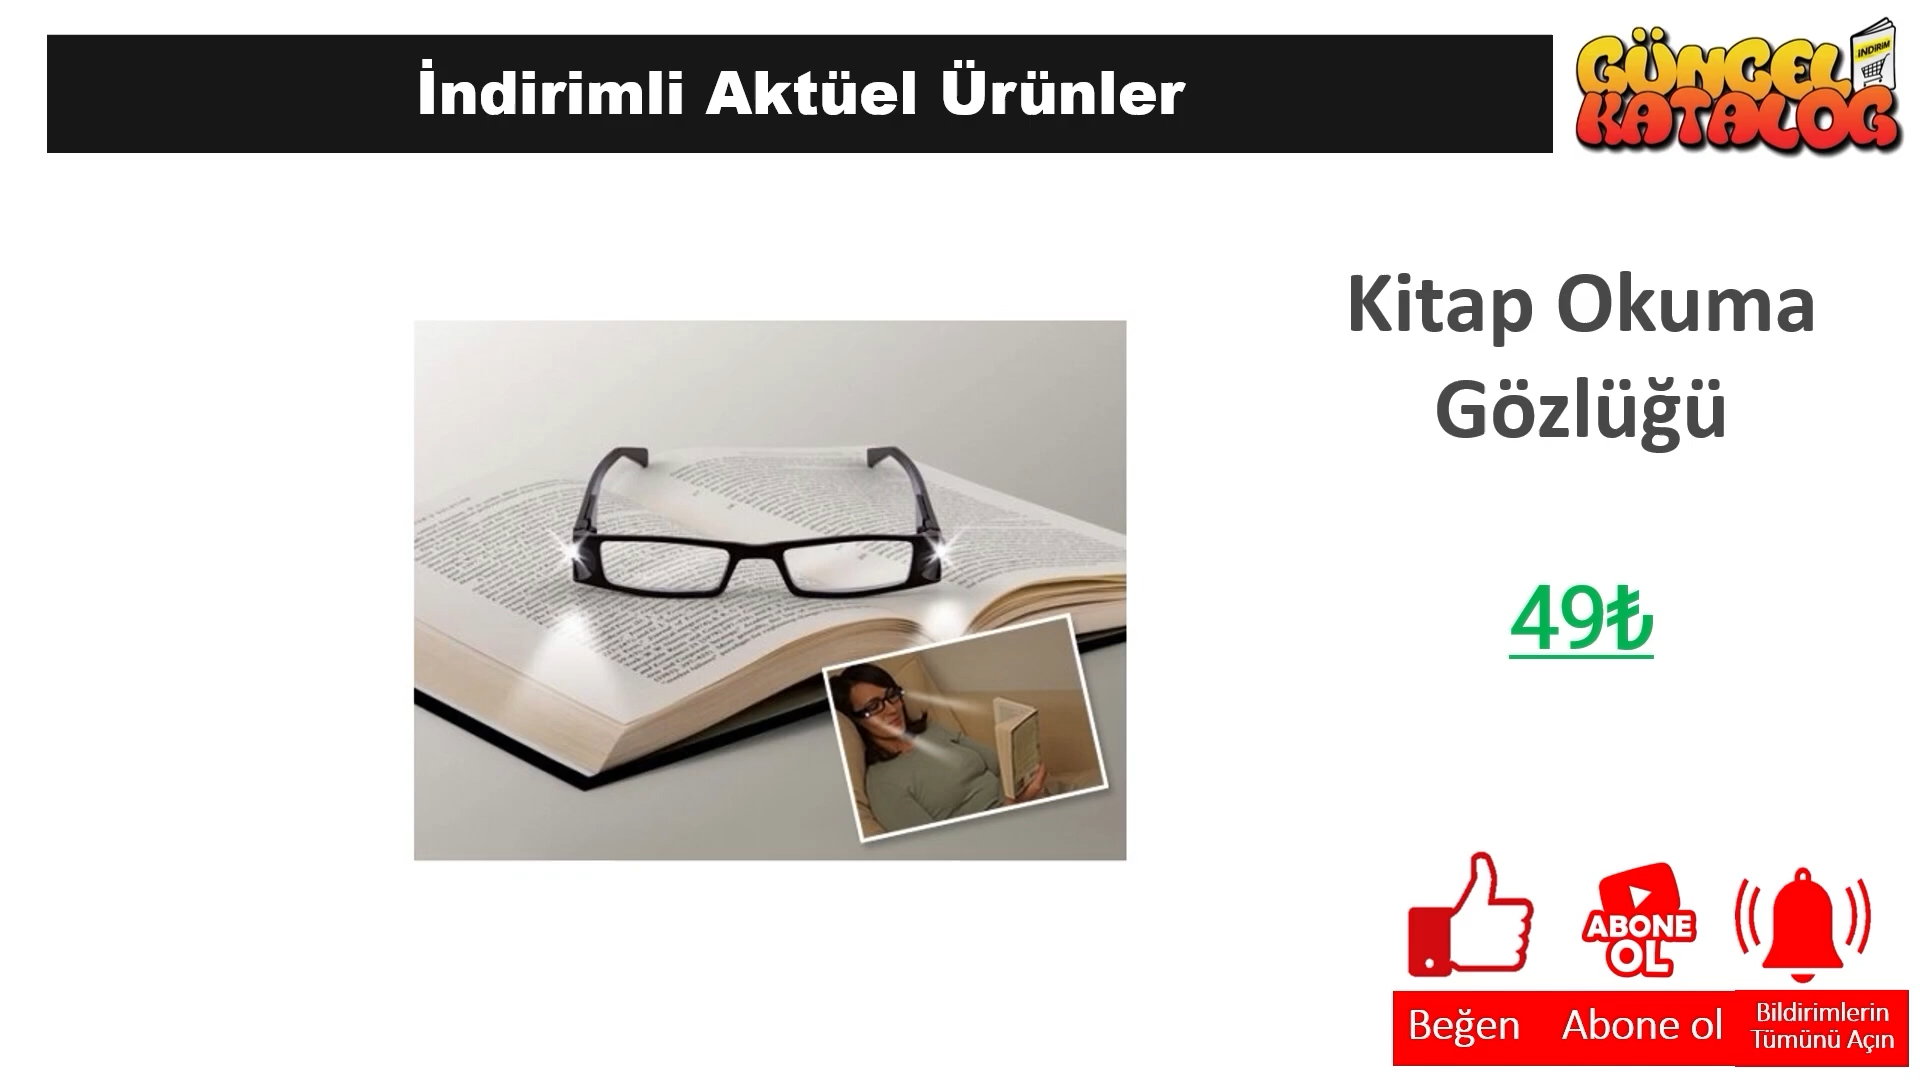 İndirimli Aktüel Ürünler
GÜNCEL
İNDİRİM
KATALOG
Kitap Okuma
Gözlüğü
49₺
ABONE
OL
Beğen
Abone ol
Bildirimlerin
Tümünü Açın